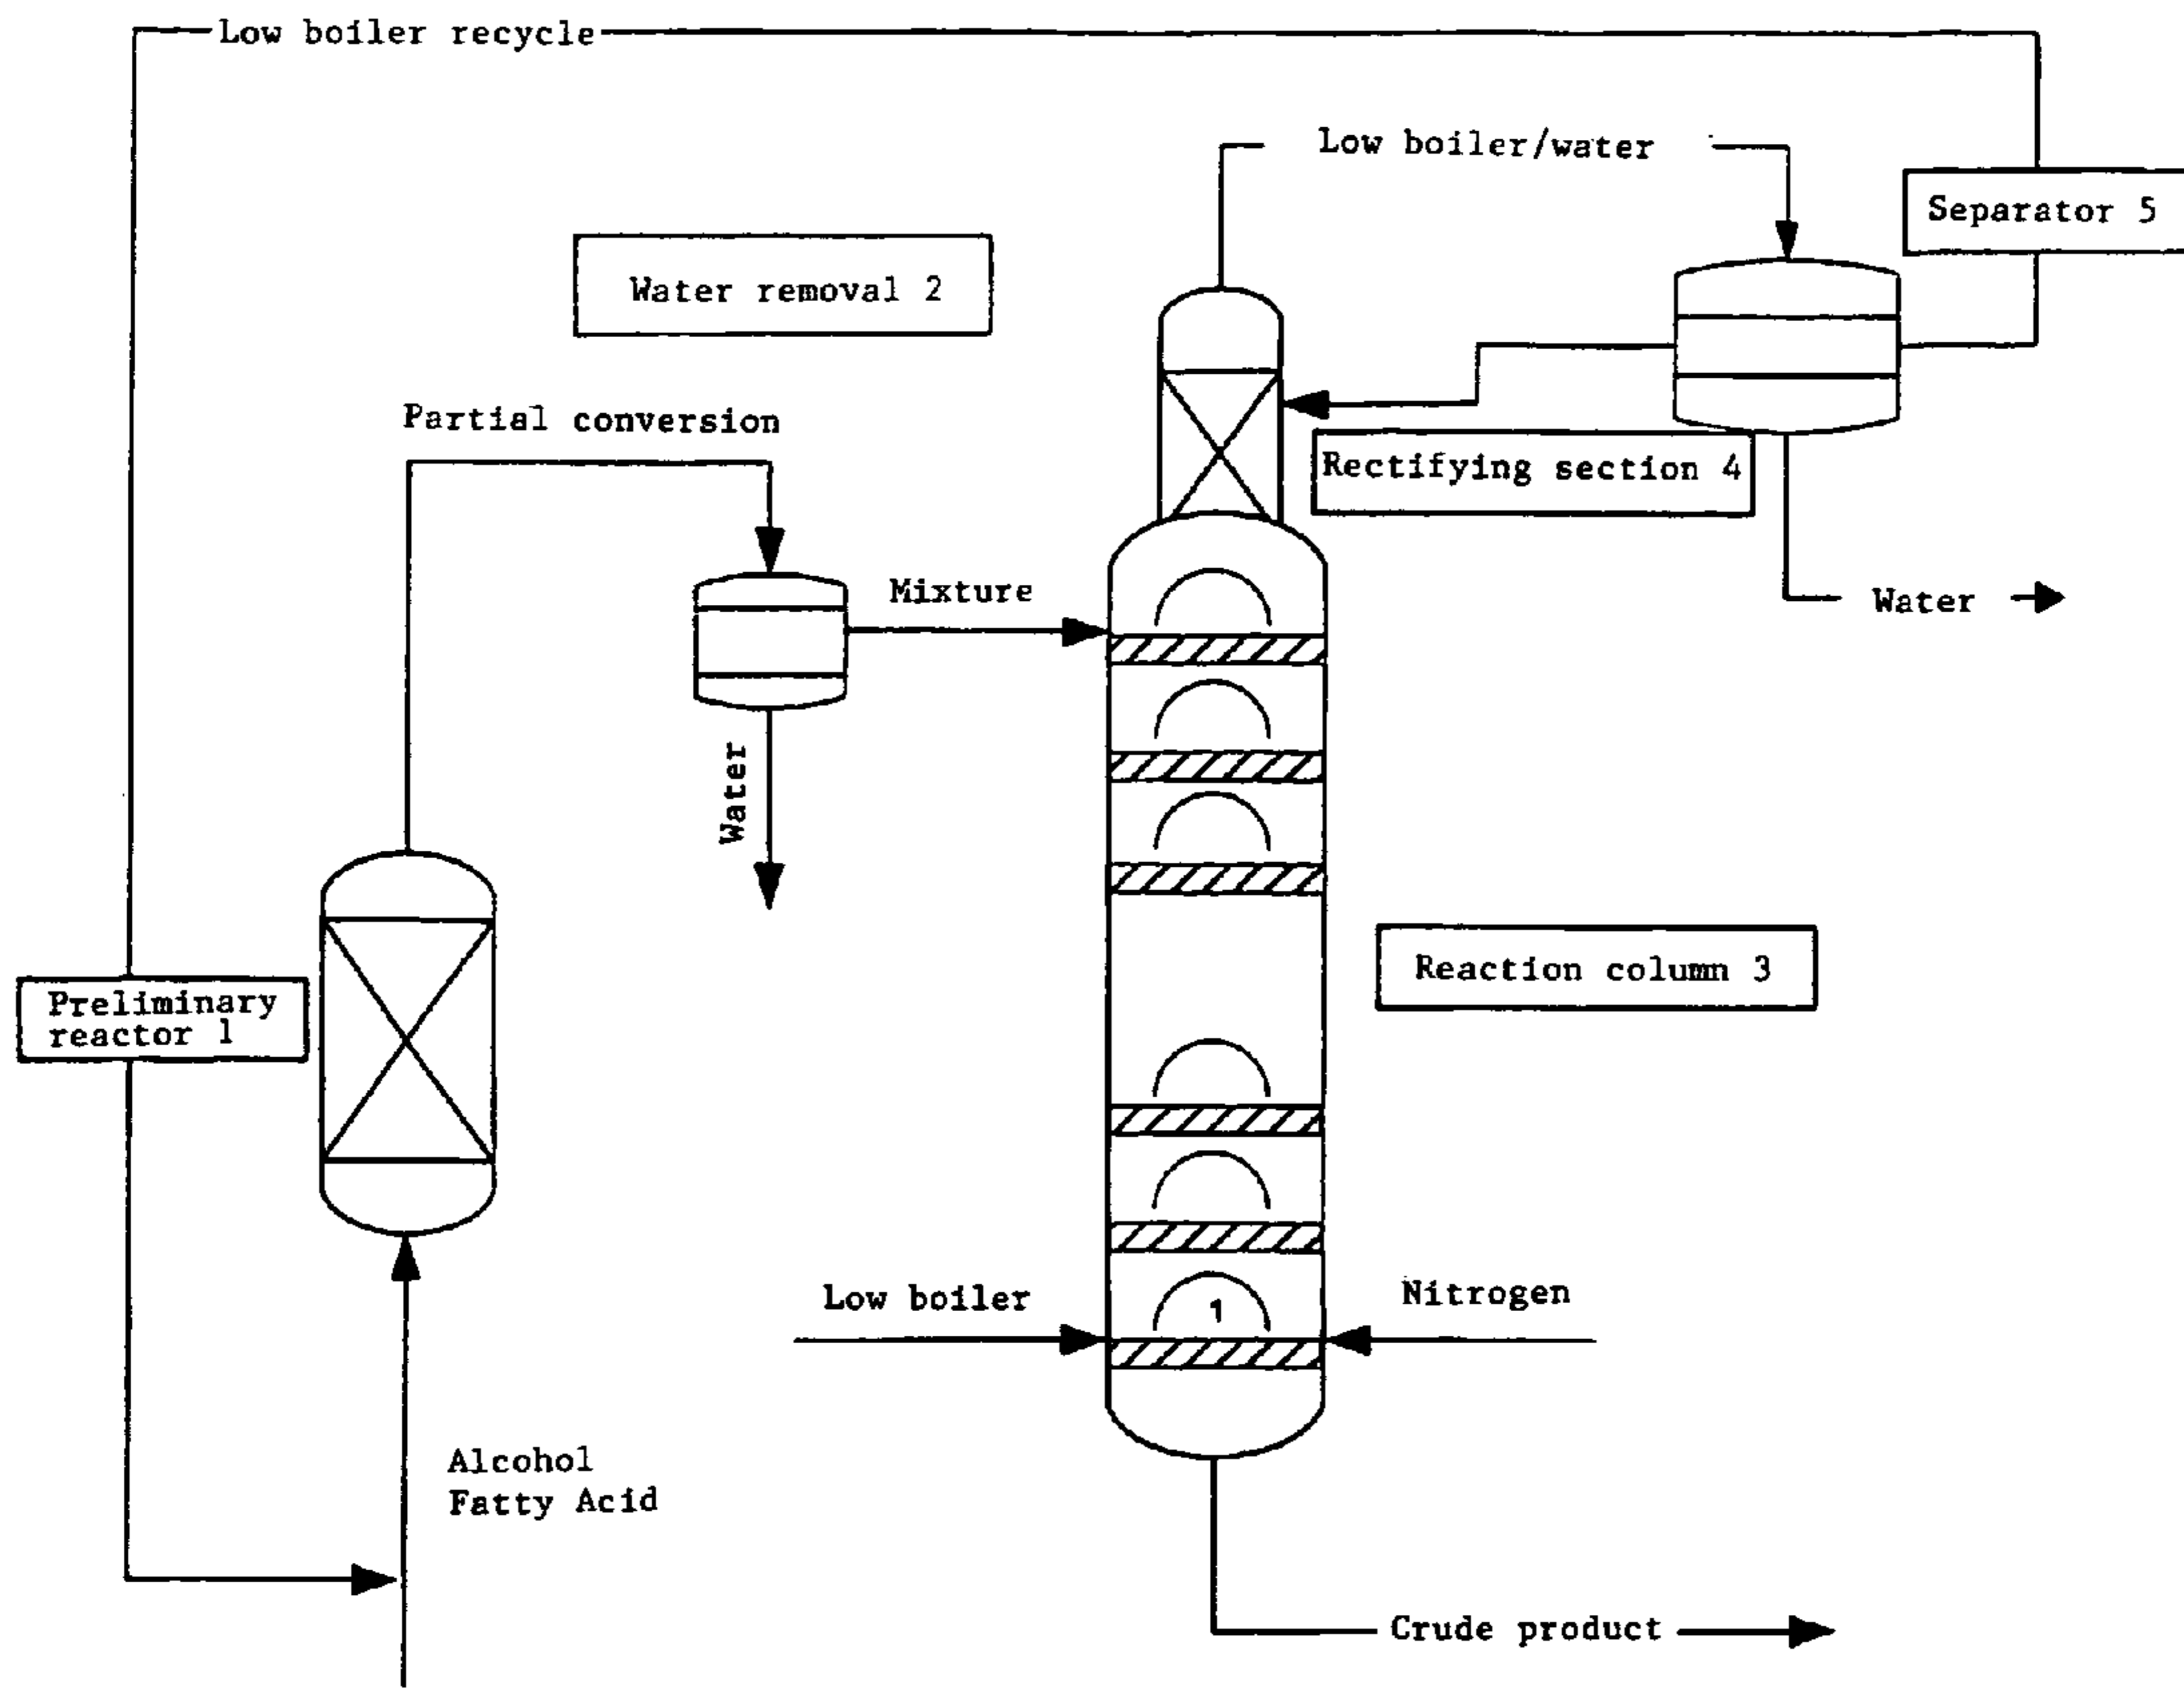 Low boiler recycle
Low boiler/water
Separator 5
Water removal 2
Partial conversion
Rectifying section 4
Mixture
Water
Water
Preliminary
reactor 1
Reaction column 3
Low boiler
1
Nitrogen
Alcohol
Fatty Acid
Crude product